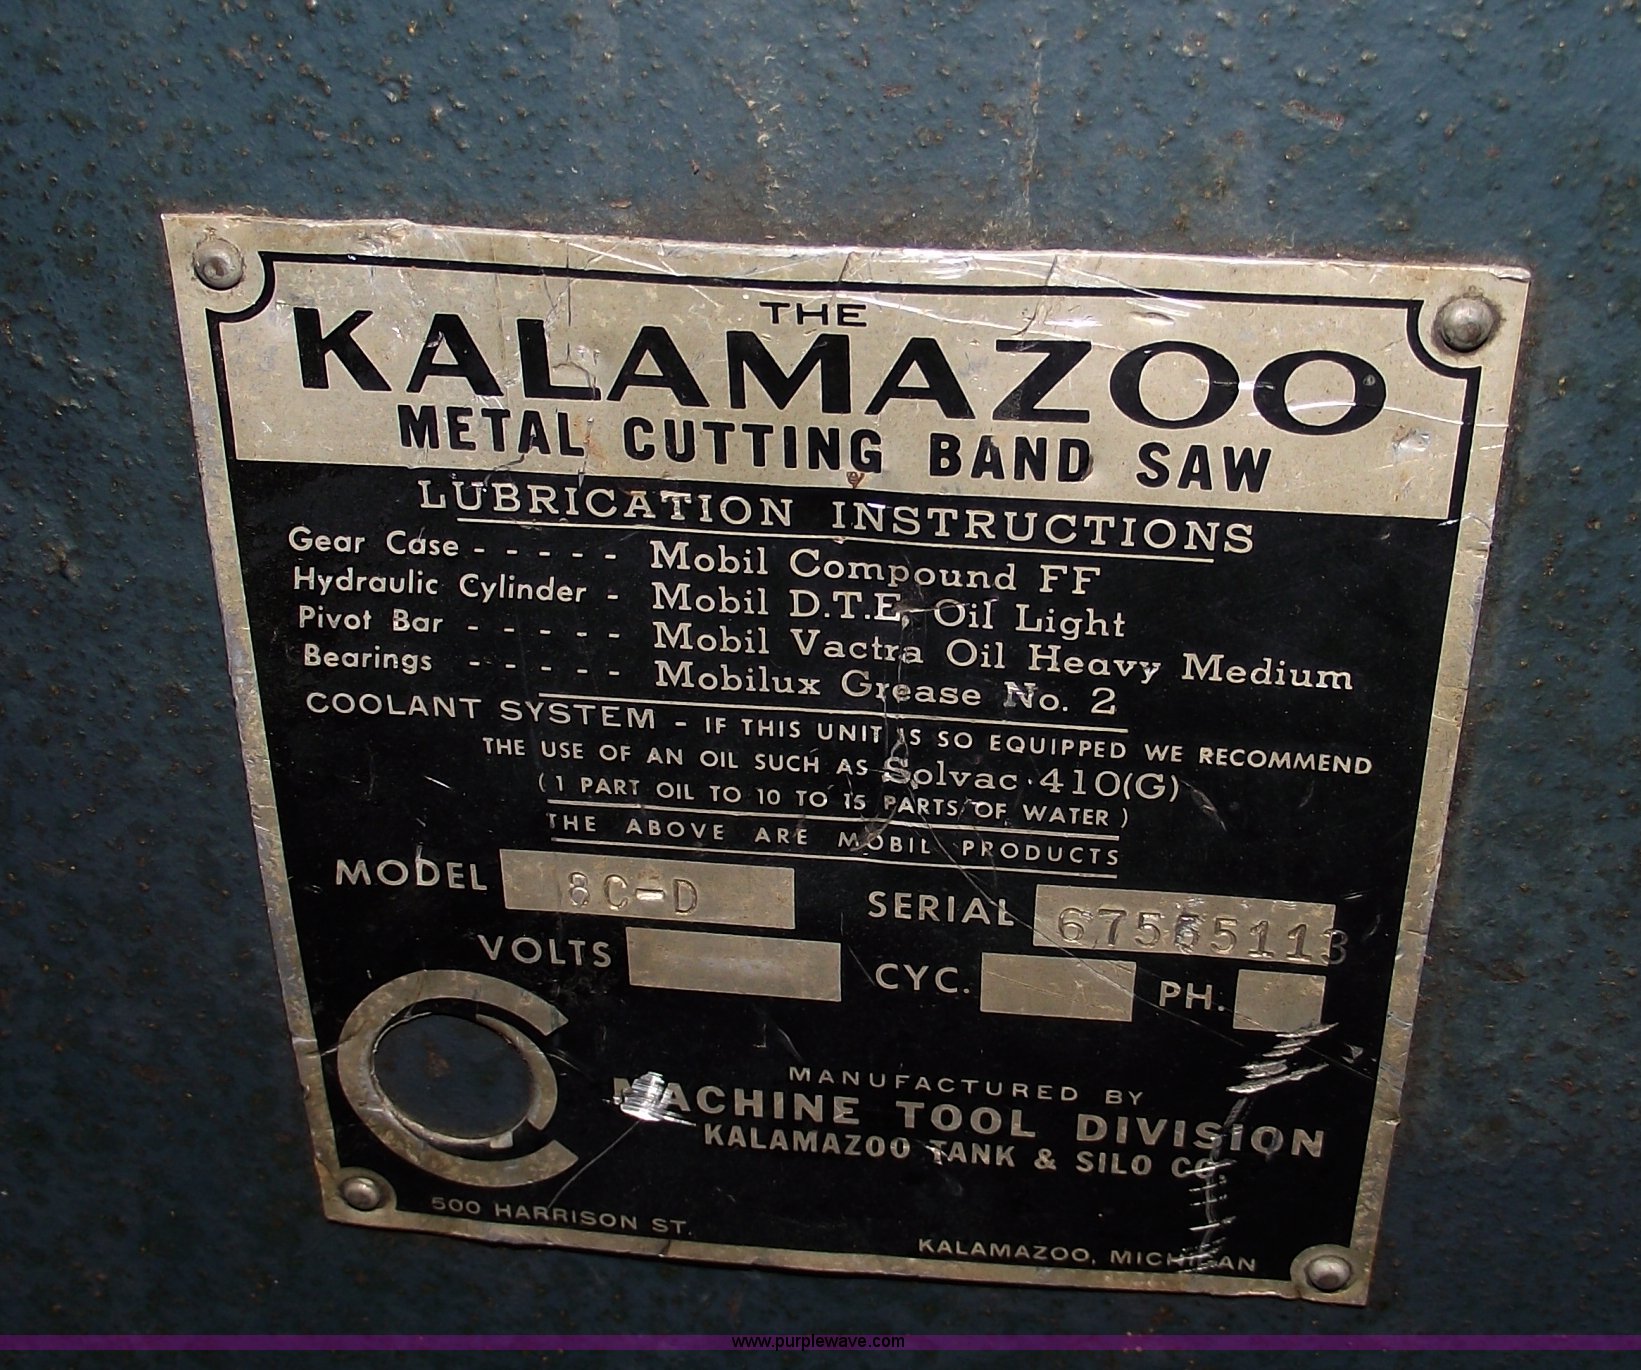 THE
KALAMAZOO
METAL CUTTING BAND SAW
LUBRICATION INSTRUCTIONS
Gear Case - - - - - Mobil Compound FF
Hydraulic Cylinder - Mobil D.T.E. Oil Light
Pivot Bar - - - - - Mobil Vactra Oil Heavy Medium
Bearings - - - - - Mobilux Grease No. 2
COOLANT SYSTEM - IF THIS UNIT IS SO EQUIPPED WE RECOMMEND
THE USE OF AN OIL SUCH AS Solvac 410(G)
(1 PART OIL TO 10 TO 15 PARTS OF WATER)
THE ABOVE ARE MOBIL PRODUCTS
MODEL 8C-D SERIAL
VOLTS CYC. PH.
MANUFACTURED BY
MACHINE TOOL DIVISION
KALAMAZOO TANK & SILO CO.
500 HARRISON ST.
KALAMAZOO, MICHIGAN
www.purplewave.com